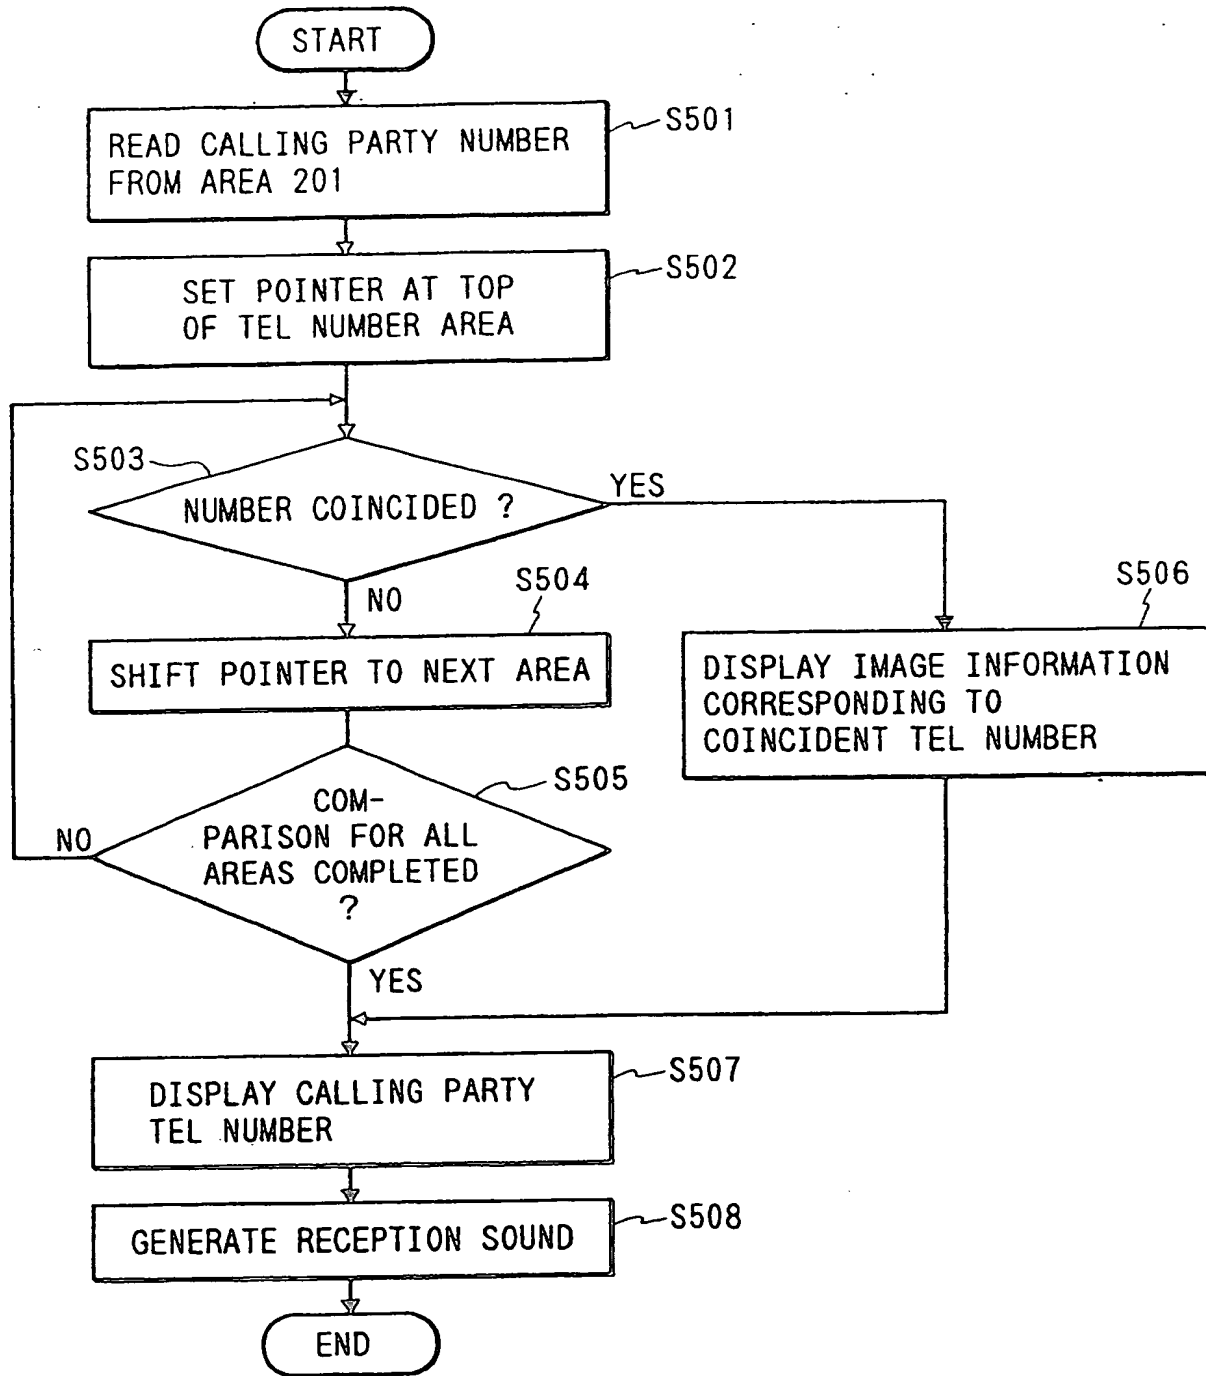 START
READ CALLING PARTY NUMBER
FROM AREA 201
S501
SET POINTER AT TOP
OF TEL NUMBER AREA
S502
S503
NUMBER COINCIDED ?
YES
NO
S504
SHIFT POINTER TO NEXT AREA
S506
DISPLAY IMAGE INFORMATION
CORRESPONDING TO
COINCIDENT TEL NUMBER
S505
COM-
PARISON FOR ALL
AREAS COMPLETED
?
NO
YES
DISPLAY CALLING PARTY
TEL NUMBER
S507
GENERATE RECEPTION SOUND
S508
END